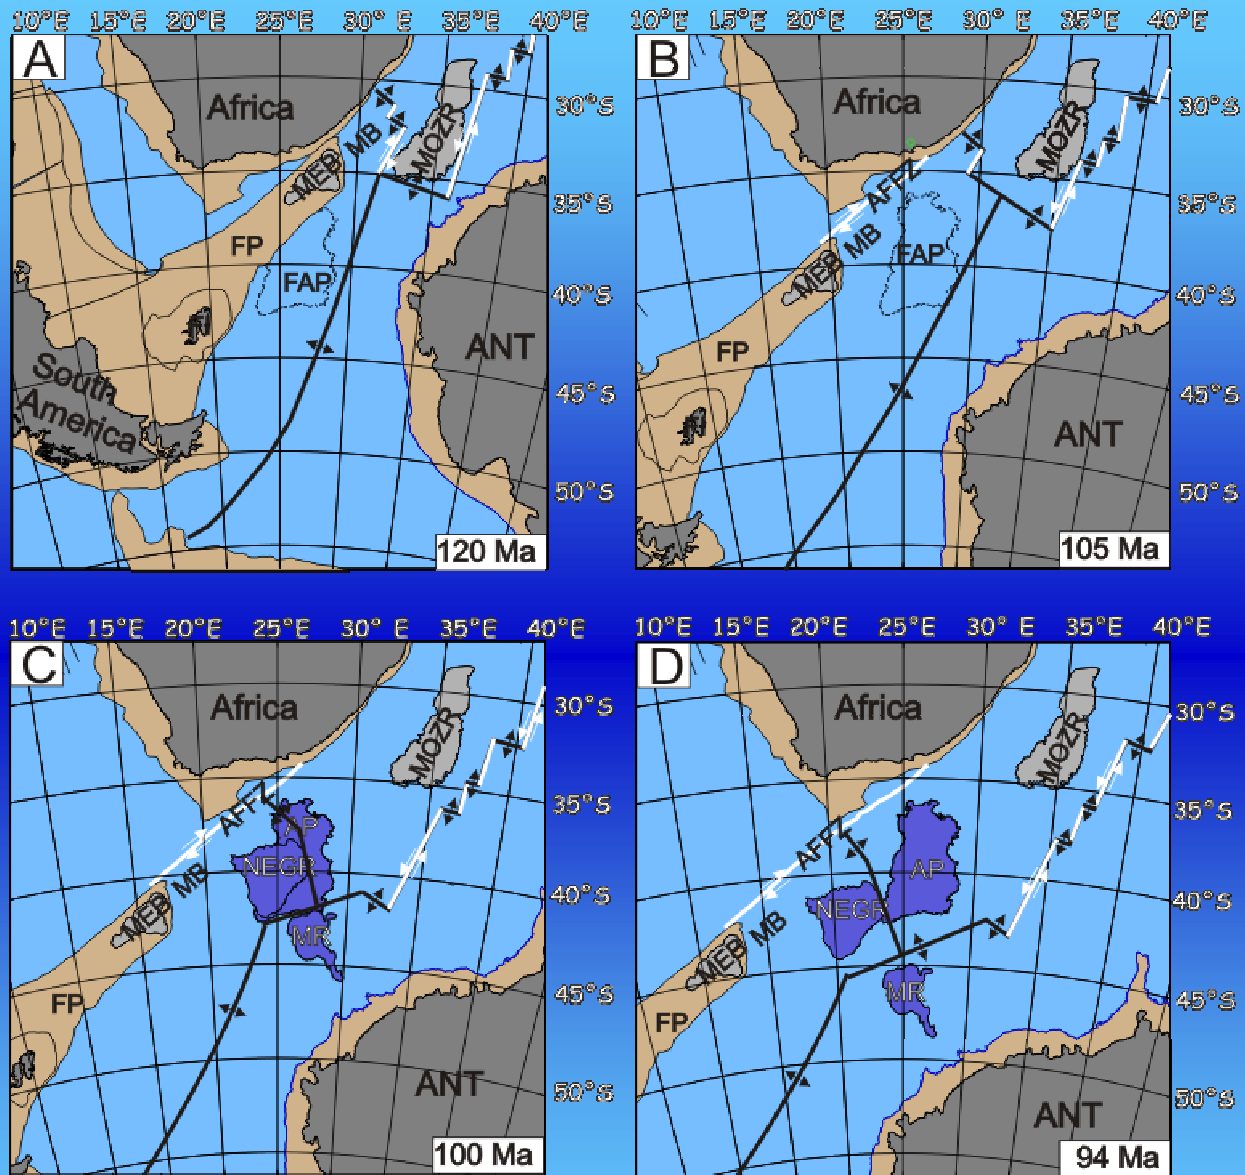 10°E 15°E 20°E 25°E 30°E 35°E 40°E
A
Africa
MOZR
MB
MEB
FP
FAP
ANT
South
America
30°S
35°S
40°S
45°S
50°S
120 Ma
10°E 15°E 20°E 25°E 30° E 35°E 40°E
B
Africa
MOZR
AFFZ
MB
MEB
FAP
FP
ANT
30°S
35°S
40°S
45°S
50°S
105 Ma
10°E 15°E 20°E 25°E 30° E 35°E 40°E
C
Africa
MOZR
AFFZ
AP
NEGR
MB
MEB
MR
FP
ANT
30°S
35°S
40°S
45°S
50°S
100 Ma
10°E 15°E 20°E 25°E 30° E 35°E 40°E
D
Africa
MOZR
AFFZ
AP
NEGR
MB
MEB
MR
FP
ANT
30°S
35°S
40°S
45°S
50°S
94 Ma